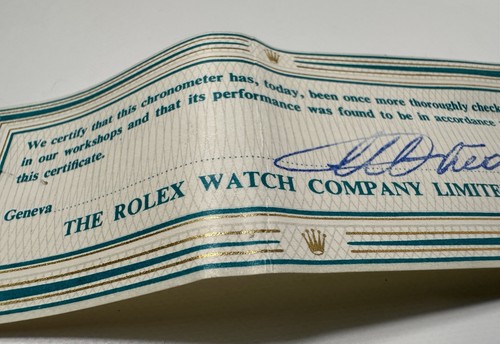 We certify that this chronometer has, today, been once more thoroughly check
in our workshops and that its performance was found to be in accordance
this certificate.
Geneva
THE ROLEX WATCH COMPANY LIMITE